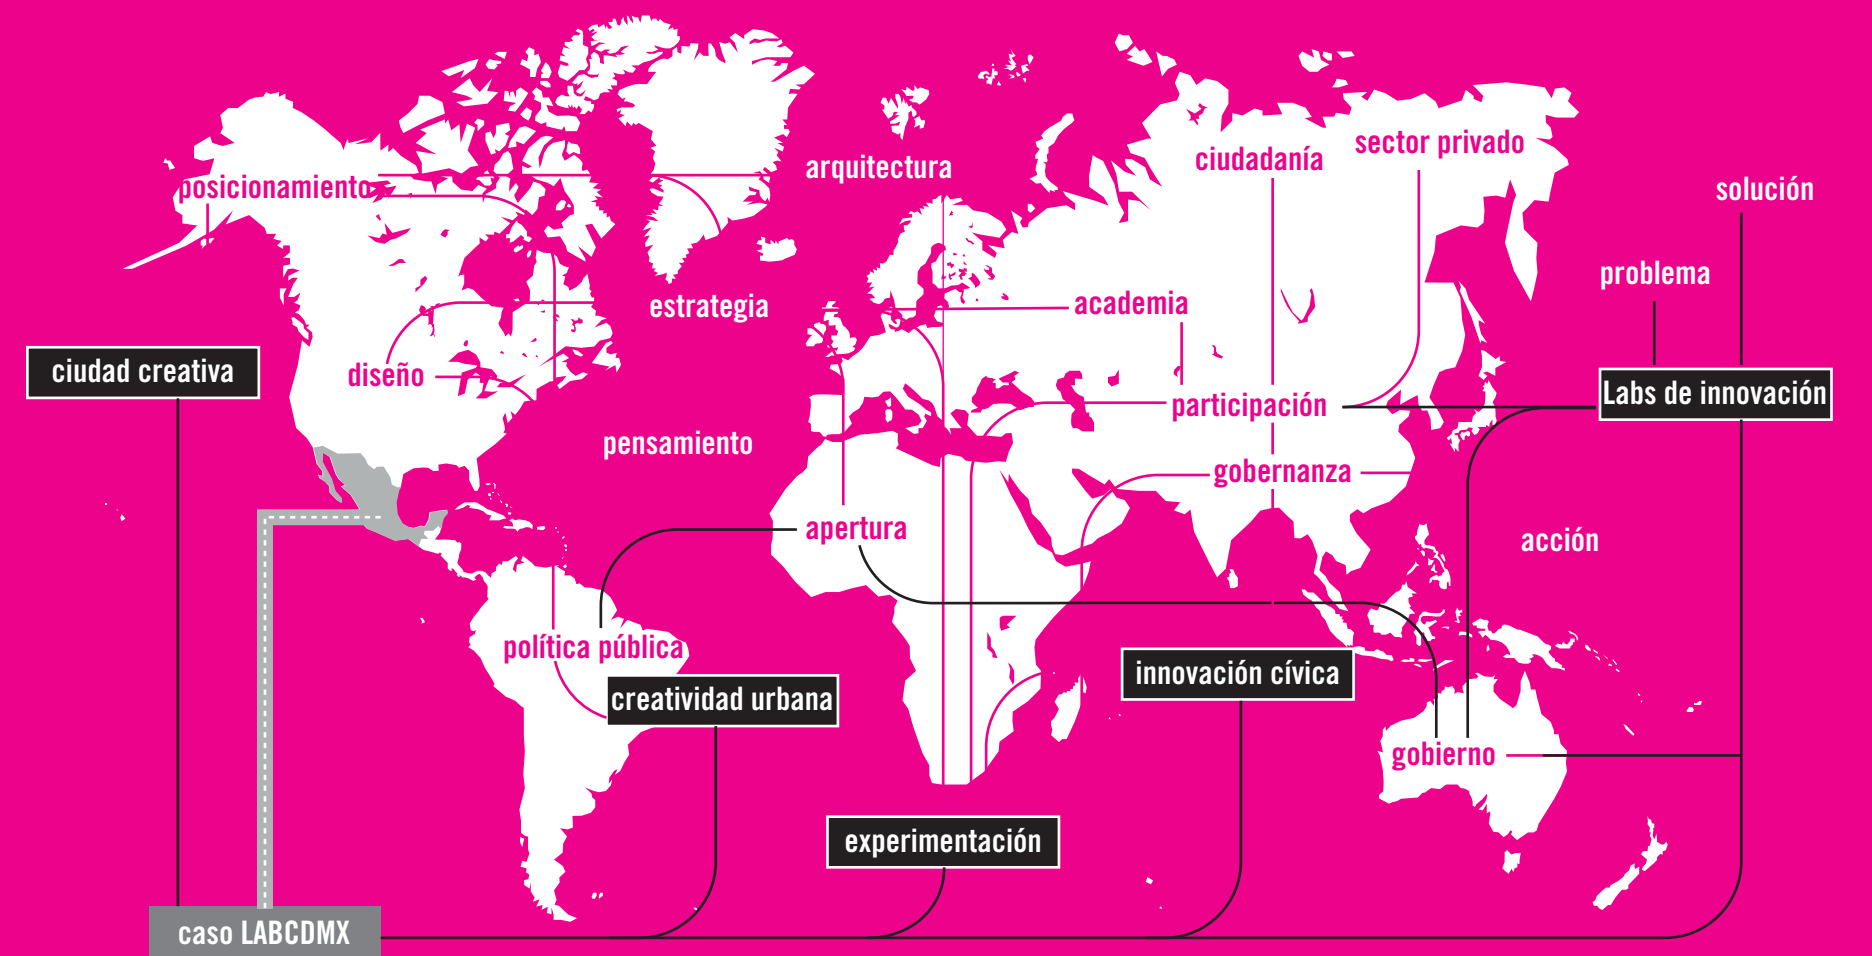 sector privado
ciudadanía
arquitectura
posicionamiento
solución
problema
estrategia
academia
ciudad creativa
diseño
Labs de innovación
participación
pensamiento
gobernanza
apertura
acción
política pública
innovación cívica
creatividad urbana
gobierno
experimentación
caso LABCDMX